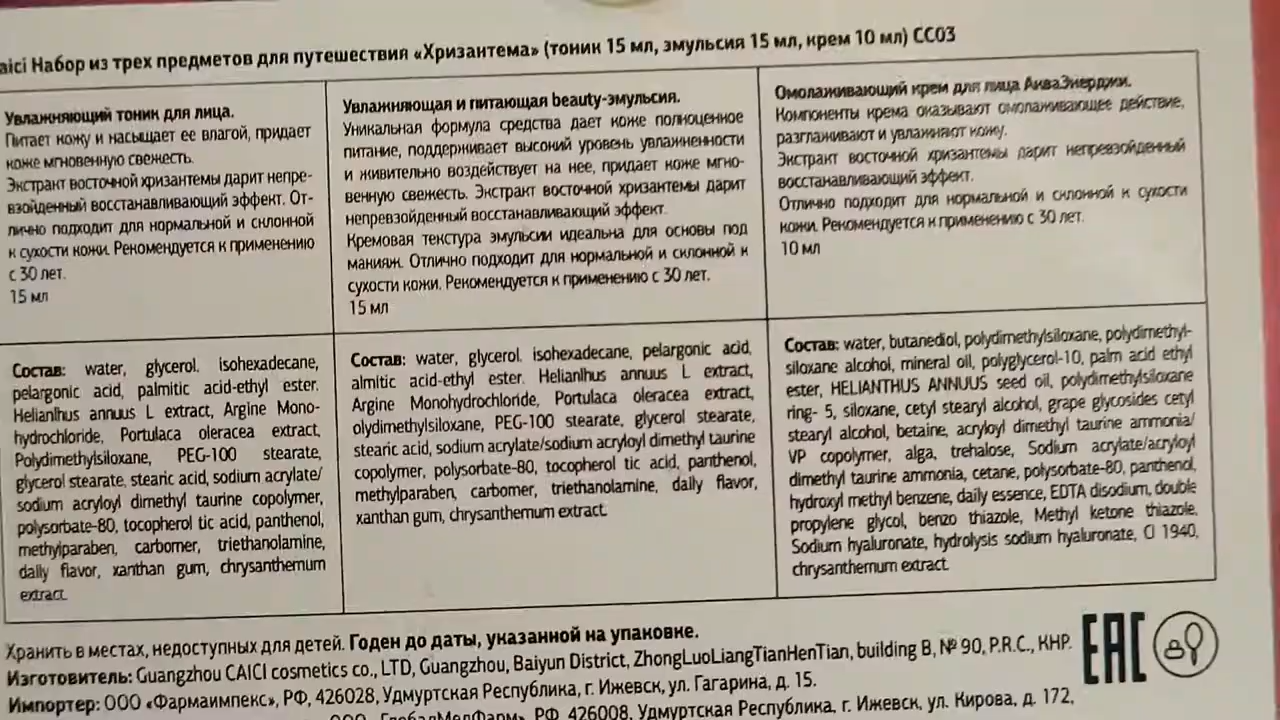 aici Набор из трех предметов для путешествия «Хризантема» (тоник 15 мл, эмульсия 15 мл, крем 10 мл) СС03
Увлажняющий тоник для лица.
Питает кожу и насыщает ее влагой, придает
коже мгновенную свежесть.
Экстракт восточной хризантемы дарит непре-
взойденный восстанавливающий эффект. От-
лично подходит для нормальной и склонной
к сухости кожи. Рекомендуется к применению
с 30 лет.
15 мл
Увлажняющая и питающая beauty-эмульсия.
Уникальная формула средства дает коже полноценное
питание, поддерживает высокий уровень увлажненности
и живительно воздействует на нее, придает коже мгно-
венную свежесть. Экстракт восточной хризантемы дарит
непревзойденный восстанавливающий эффект.
Кремовая текстура эмульсии идеальна для основы под
макияж. Отлично подходит для нормальной и склонной к
сухости кожи. Рекомендуется к применению с 30 лет.
15 мл
Омолаживающий крем для лица АкваЭнерджи.
Компоненты крема оказывают омолаживающее действие,
разглаживают и увлажняют кожу.
Экстракт восточной хризантемы дарит непревзойденный
восстанавливающий эффект.
Отлично подходит для нормальной и склонной к сухости
кожи. Рекомендуется к применению с 30 лет.
10 мл
Состав: water, glycerol. isohexadecane,
pelargonic acid, palmitic acid-ethyl ester.
Helianlhus annuus L extract, Argine Mono-
hydrochloride, Portulaca oleracea extract,
Polydimethylsiloxane, PEG-100 stearate,
glycerol stearate, stearic acid, sodium acrylate/
sodium acryloyl dimethyl taurine copolymer,
polysorbate-80, tocopherol tic acid, panthenol,
methylparaben, carbomer, triethanolamine,
daily flavor, xanthan gum, chrysanthemum
extract.
Состав: water, glycerol. isohexadecane, pelargonic acid,
almitic acid-ethyl ester. Helianlhus annuus L extract,
Argine Monohydrochloride, Portulaca oleracea extract,
olydimethylsiloxane, PEG-100 stearate, glycerol stearate,
stearic acid, sodium acrylate/sodium acryloyl dimethyl taurine
copolymer, polysorbate-80, tocopherol tic acid, panthenol,
methylparaben, carbomer, triethanolamine, daily flavor,
xanthan gum, chrysanthemum extract.
Состав: water, butanediol, polydimethylsiloxane, polydimethyl-
siloxane alcohol, mineral oil, polyglycerol-10, palm acid ethyl
ester, HELIANTHUS ANNUUS seed oil, polydimethylsiloxane
ring- 5, siloxane, cetyl stearyl alcohol, grape glycosides cetyl
stearyl alcohol, betaine, acryloyl dimethyl taurine ammonia/
VP copolymer, alga, trehalose, Sodium acrylate/acryloyl
dimethyl taurine ammonia, cetane, polysorbate-80, panthenol,
hydroxyl methyl benzene, daily essence, EDTA disodium, double
propylene glycol, benzo thiazole, Methyl ketone thiazole,
Sodium hyaluronate, hydrolysis sodium hyaluronate, CI 1940,
chrysanthemum extract.
Хранить в местах, недоступных для детей. Годен до даты, указанной на упаковке.
Изготовитель: Guangzhou CAICI cosmetics co., LTD, Guangzhou, Baiyun District, ZhongLuoLiangTianHenTian, building B, № 90, P.R.C., КНР.
Импортер: ООО «Фармаимпекс», РФ, 426028, Удмуртская Республика, г. Ижевск, ул. Гагарина, д. 15.
ООО «ГлобалМедФарм», РФ, 426008, Удмуртская Республика, г. Ижевск, ул. Кирова, д. 172,
EAC